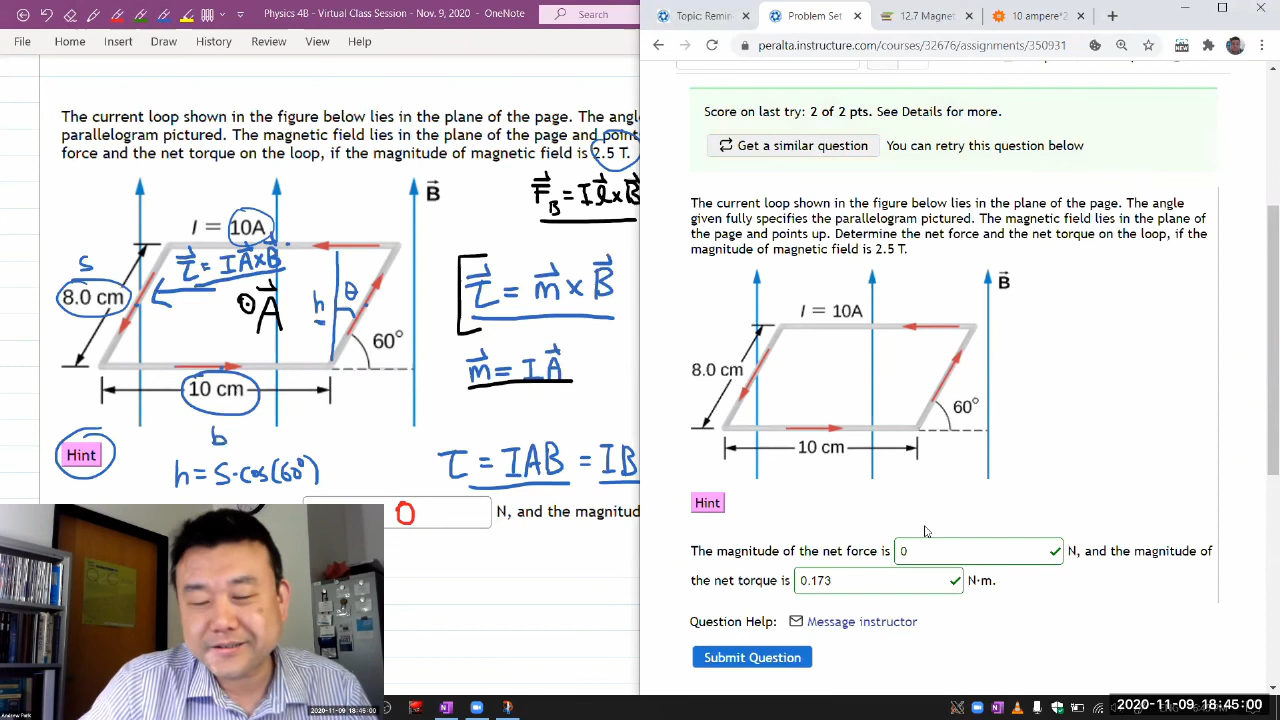 Physics 4B - Virtual Class Session - Nov. 9, 2020 - OneNote
Search
File
Home
Insert
Draw
History
Review
View
Help
The current loop shown in the figure below lies in the plane of the page. The angl
parallelogram pictured. The magnetic field lies in the plane of the page and point
force and the net torque on the loop, if the magnitude of magnetic field is 2.5 T.
F_B = I l x B
B
I = 10A
τ = I A x B
S
8.0 cm
A
h
θ
60°
τ = m x B
m = I A
10 cm
b
Hint
h = S·cos(60°)
τ = IAB = IB
0
N, and the magnitud
Topic Remin
Problem Set
12.7 Magnet
10 ampere*2
peralta.instructure.com/courses/32676/assignments/350931
NEW
Score on last try: 2 of 2 pts. See Details for more.
Get a similar question
You can retry this question below
The current loop shown in the figure below lies in the plane of the page. The angle
given fully specifies the parallelogram pictured. The magnetic field lies in the plane of
the page and points up. Determine the net force and the net torque on the loop, if the
magnitude of magnetic field is 2.5 T.
B
I = 10A
8.0 cm
60°
10 cm
Hint
The magnitude of the net force is 0 N, and the magnitude of
the net torque is 0.173 N·m.
Question Help: Message instructor
Submit Question
2020-11-09 18:45:00
2020-11-09 18:45:00